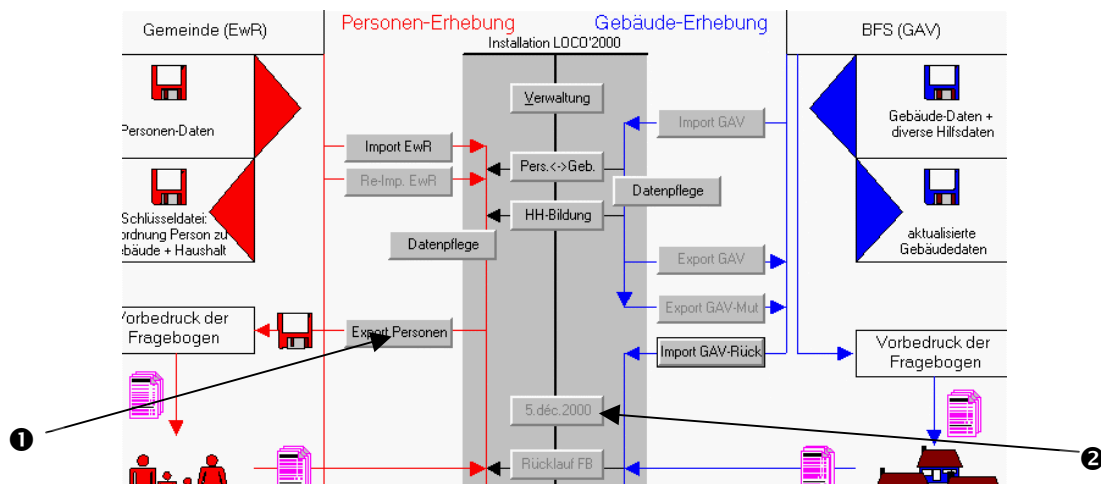 Gemeinde (EwR)
Personen-Erhebung
Gebäude-Erhebung
BFS (GAV)
Installation LOCO'2000
Verwaltung
Personen-Daten
Gebäude-Daten +
diverse Hilfsdaten
Import GAV
Import EwR
Pers.<->Geb.
Re-Imp. EwR
Datenpflege
HH-Bildung
Schlüsseldatei:
ordnung Person zu
ebäude + Haushalt
Datenpflege
aktualisierte
Gebäudedaten
Export GAV
Export GAV-Mut
Vorbedruck der
Fragebogen
Export Personen
Import GAV-Rück
Vorbedruck der
Fragebogen
5.déc.2000
❶
❷
Rücklauf FB